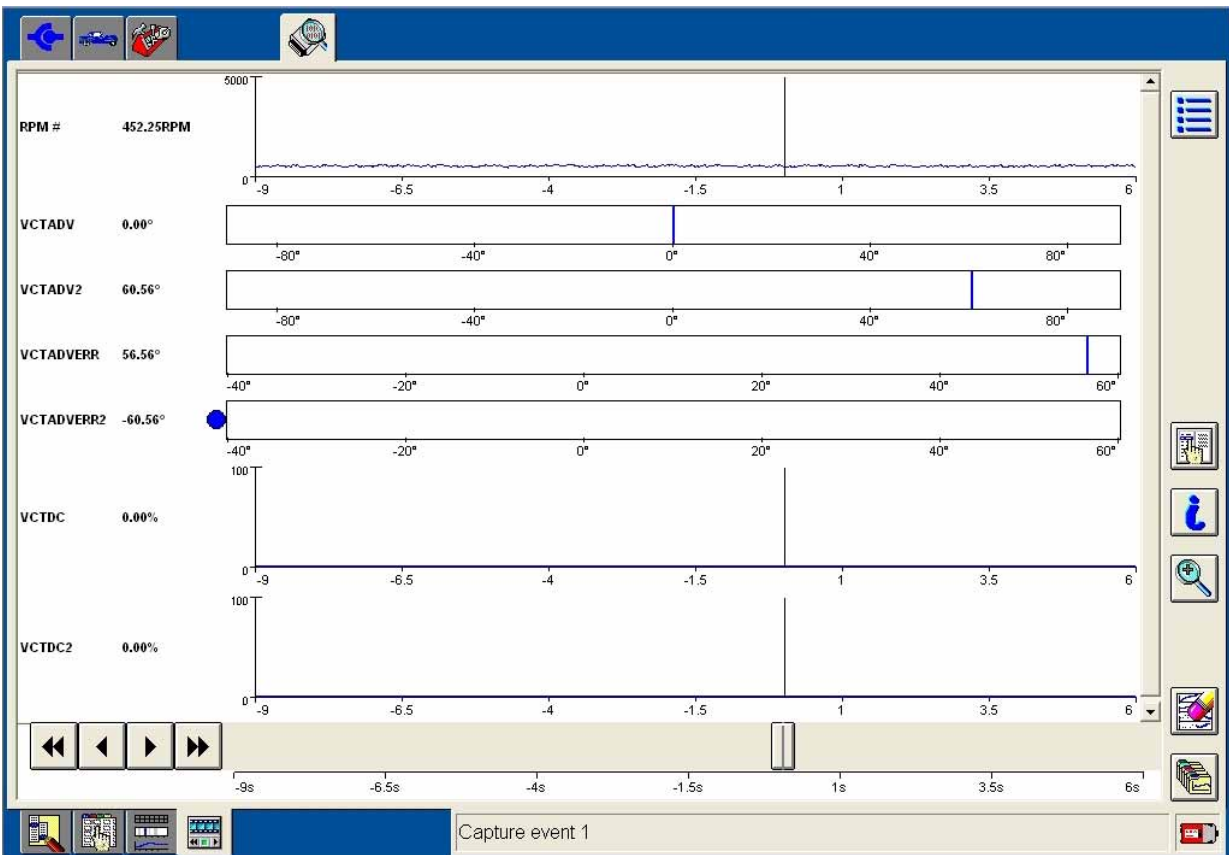 5000
RPM # 452.25RPM
0
-9 -6.5 -4 -1.5 1 3.5 6
VCTADV 0.00°
-80° -40° 0° 40° 80°
VCTADV2 60.56°
-80° -40° 0° 40° 80°
VCTADVERR 56.56°
-40° -20° 0° 20° 40° 60°
VCTADVERR2 -60.56°
-40° -20° 0° 20° 40° 60°
100
VCTDC 0.00%
0
-9 -6.5 -4 -1.5 1 3.5 6
100
VCTDC2 0.00%
0
-9 -6.5 -4 -1.5 1 3.5 6
-9s -6.5s -4s -1.5s 1s 3.5s 6s
Capture event 1